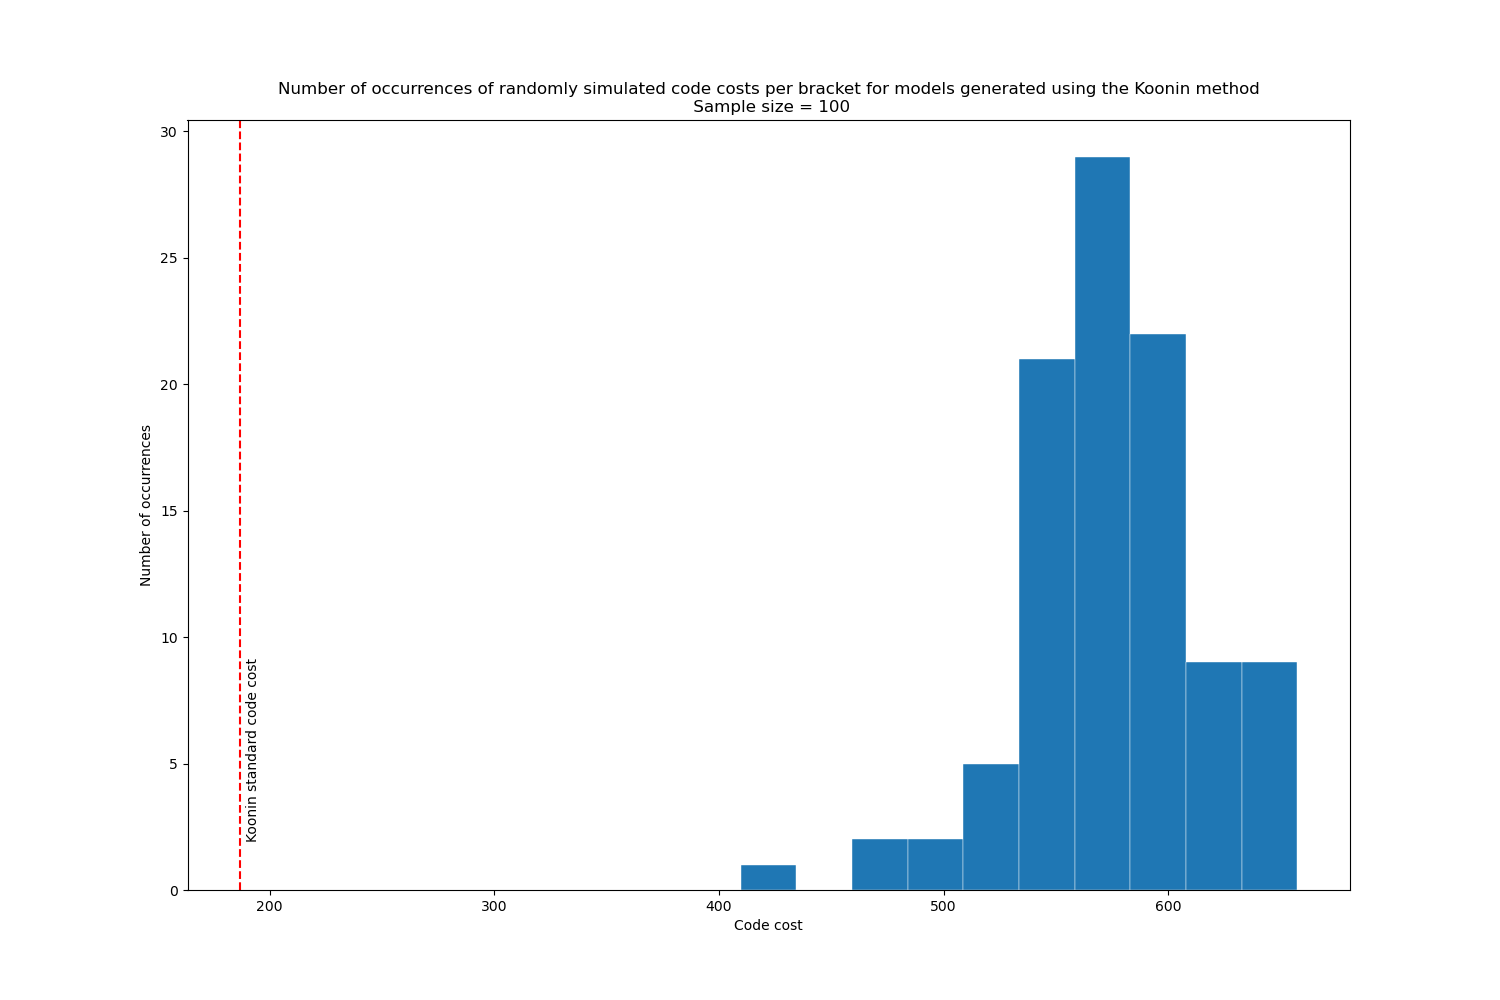 Number of occurrences of randomly simulated code costs per bracket for models generated using the Koonin method
Sample size = 100
30
25
20
15
10
5
0
Number of occurrences
Koonin standard code cost
200
300
400
500
600
Code cost